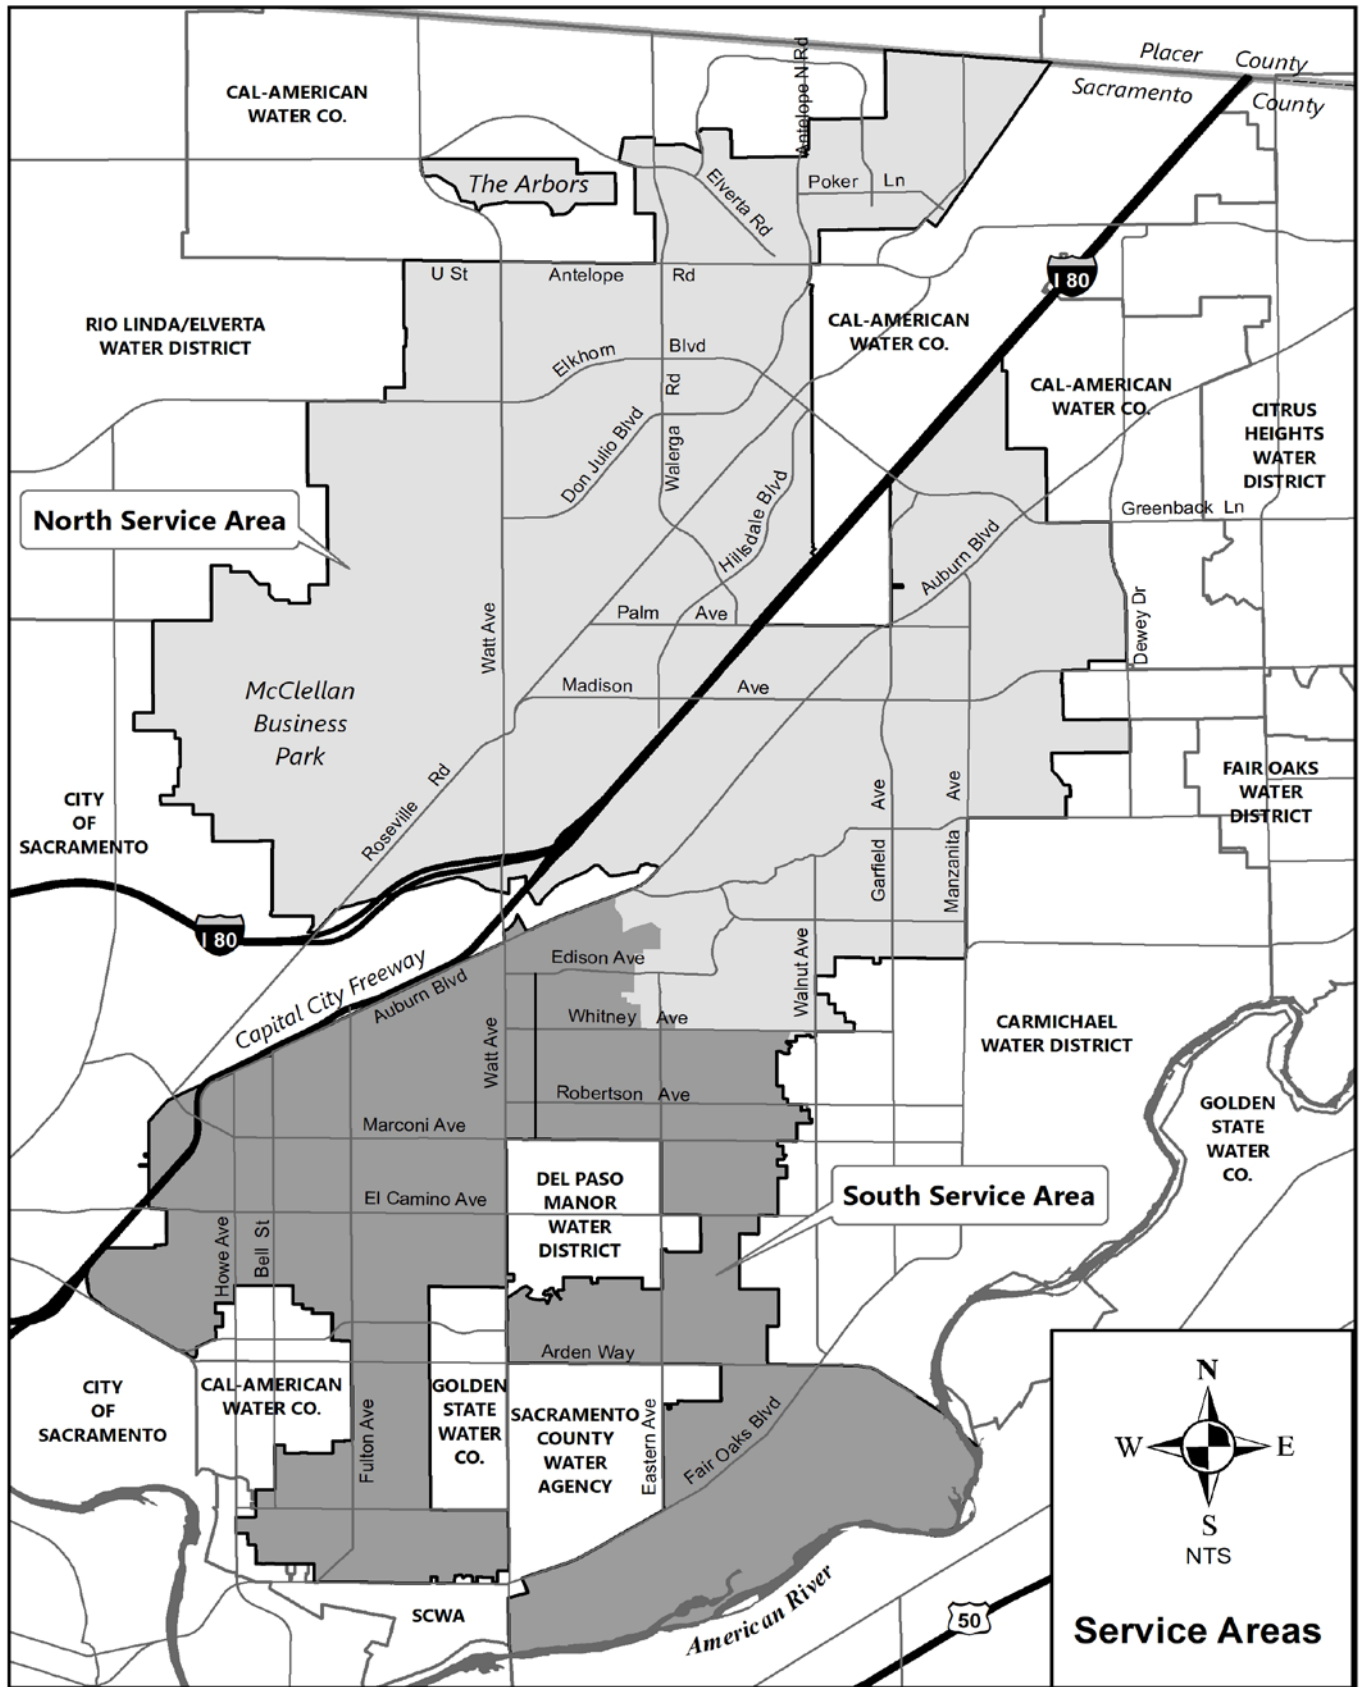 Placer County
Sacramento County
CAL-AMERICAN
WATER CO.
Antelope N Rd
The Arbors
Elverta Rd
Poker Ln
U St
Antelope Rd
I 80
RIO LINDA/ELVERTA
WATER DISTRICT
CAL-AMERICAN
WATER CO.
Elkhorn Blvd
CAL-AMERICAN
WATER CO.
CITRUS
HEIGHTS
WATER
DISTRICT
Don Julio Blvd
Walerga Rd
Hillsdale Blvd
Greenback Ln
North Service Area
Auburn Blvd
Palm Ave
Dewey Dr
Watt Ave
McClellan
Business
Park
Madison Ave
Roseville Rd
CITY
OF
SACRAMENTO
FAIR OAKS
WATER
DISTRICT
Garfield Ave
Manzanita Ave
I 80
Capital City Freeway
Auburn Blvd
Edison Ave
Walnut Ave
Whitney Ave
Watt Ave
CARMICHAEL
WATER DISTRICT
Robertson Ave
Marconi Ave
GOLDEN
STATE
WATER
CO.
DEL PASO
MANOR
WATER
DISTRICT
South Service Area
El Camino Ave
Howe Ave
Bell St
Arden Way
CITY
OF
SACRAMENTO
CAL-AMERICAN
WATER CO.
Fulton Ave
GOLDEN
STATE
WATER
CO.
SACRAMENTO
COUNTY
WATER
AGENCY
Eastern Ave
Fair Oaks Blvd
N
W E
S
NTS
SCWA
American River
50
Service Areas